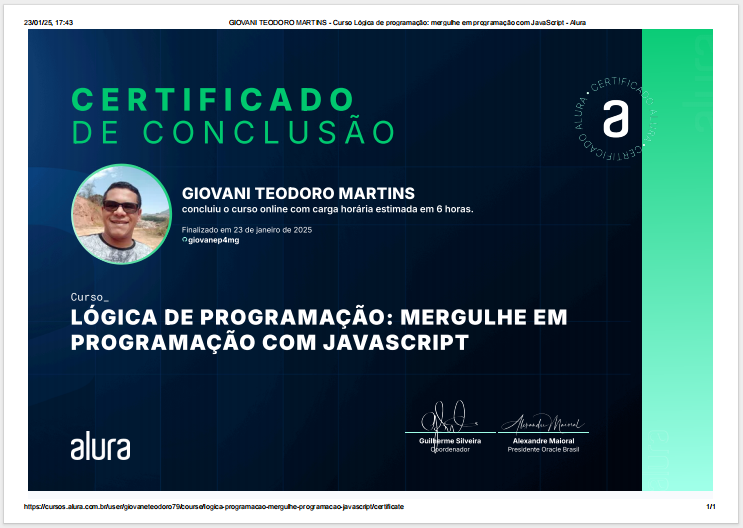 23/01/25, 17:43
GIOVANI TEODORO MARTINS - Curso Lógica de programação: mergulhe em programação com JavaScript - Alura
CERTIFICADO
DE CONCLUSÃO
CERTIFICADO ALURA • CERTIFICADO ALURA •
a
GIOVANI TEODORO MARTINS
concluiu o curso online com carga horária estimada em 6 horas.
Finalizado em 23 de janeiro de 2025
giovanep4mg
Curso_
LÓGICA DE PROGRAMAÇÃO: MERGULHE EM
PROGRAMAÇÃO COM JAVASCRIPT
Alexandre Maioral
Guilherme Silveira
Coordenador
Alexandre Maioral
Presidente Oracle Brasil
alura
alura
alura
https://cursos.alura.com.br/user/giovaneteodoro79/course/logica-programacao-mergulhe-programacao-javascript/certificate
1/1